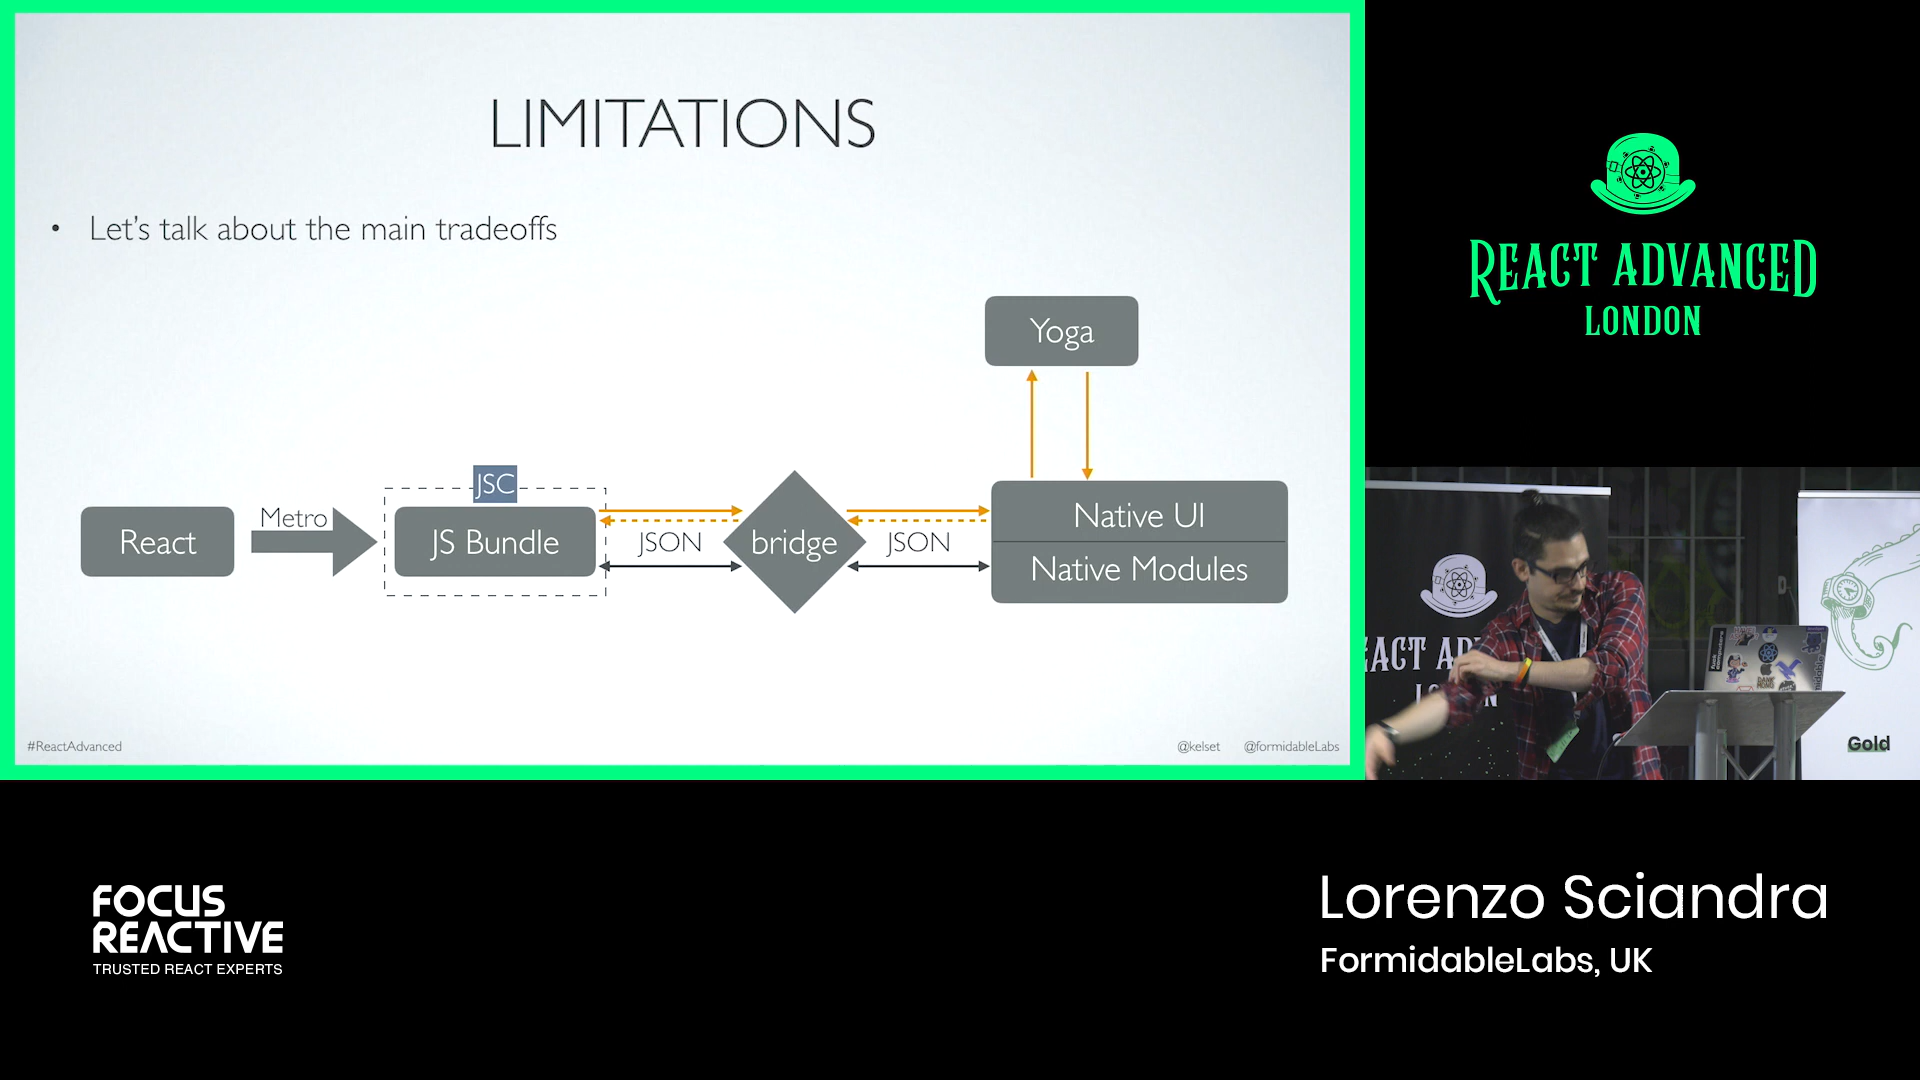 LIMITATIONS
• Let's talk about the main tradeoffs
Yoga
JSC
React
Metro
JS Bundle
JSON
bridge
JSON
Native UI
Native Modules
#ReactAdvanced
@kelset
@formidableLabs
REACT ADVANCED
LONDON
Gold
FOCUS
REACTIVE
TRUSTED REACT EXPERTS
Lorenzo Sciandra
FormidableLabs, UK